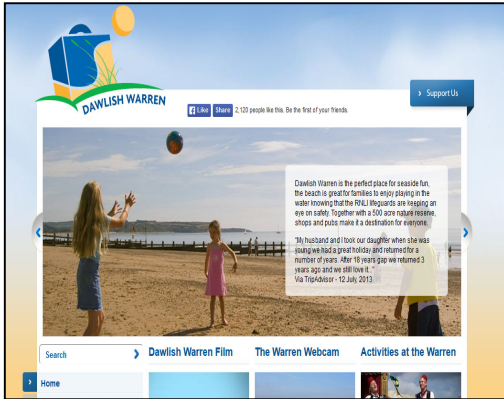 DAWLISH WARREN
Support Us
Like Share 2,120 people like this. Be the first of your friends.
Dawlish Warren is the perfect place for seaside fun,
the beach is great for families to enjoy playing in the
water knowing that the RNLI lifeguards are keeping an
eye on safety. Together with a 500 acre nature reserve,
shops and pubs make it a destination for everyone.
"My husband and I took our daughter when she was
young we had a great holiday and returned for a
number of years. After 18 years gap we returned 3
years ago and we still love it.."
Via TripAdvisor - 12 July, 2013
Search
Dawlish Warren Film
The Warren Webcam
Activities at the Warren
Home